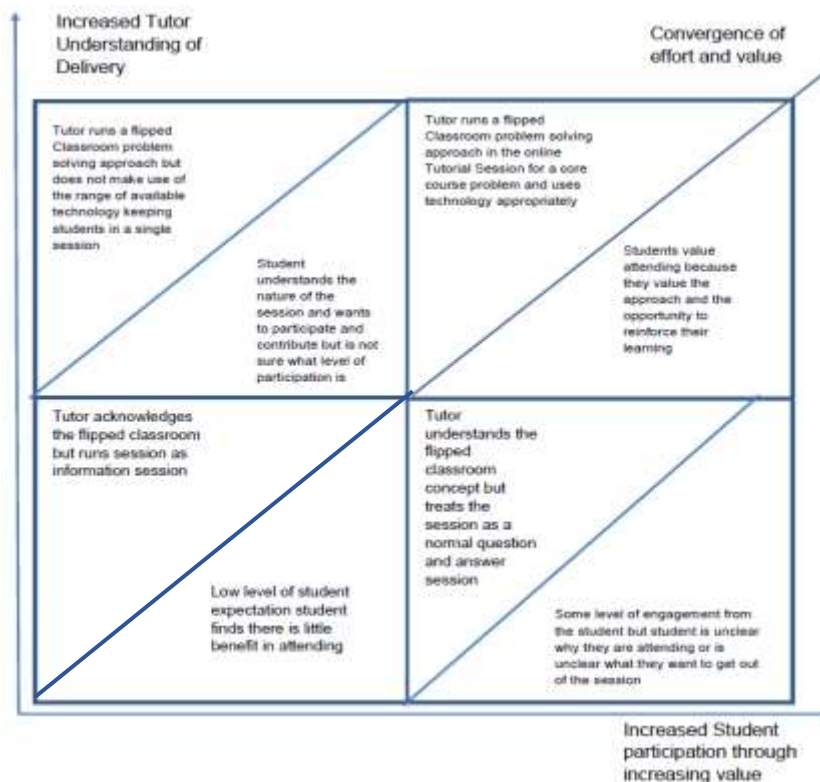 Increased Tutor
Understanding of
Delivery
Convergence of
effort and value
Tutor runs a flipped
Classroom problem
solving approach but
does not make use of
the range of available
technology keeping
students in a single
session
Student
understands the
nature of the
session and wants
to participate and
contribute but is not
sure what level of
participation is
Tutor runs a flipped
Classroom problem solving
approach in the online
Tutorial Session for a core
course problem and uses
technology appropriately
Students value
attending because
they value the
approach and the
opportunity to
reinforce their
learning
Tutor acknowledges
the flipped classroom
but runs session as
information session
Low level of student
expectation student
finds there is little
benefit in attending
Tutor
understands the
flipped
classroom
concept but
treats the
session as a
normal question
and answer
session
Some level of engagement from
the student but student is unclear
why they are attending or is
unclear what they want to get out
of the session
Increased Student
participation through
increasing value